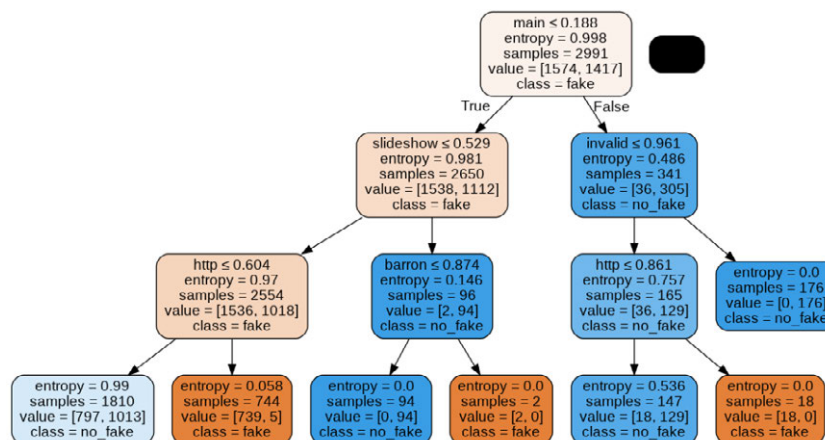 main ≤ 0.188
entropy = 0.998
samples = 2991
value = [1574, 1417]
class = fake
True
False
slideshow ≤ 0.529
entropy = 0.981
samples = 2650
value = [1538, 1112]
class = fake
invalid ≤ 0.961
entropy = 0.486
samples = 341
value = [36, 305]
class = no_fake
http ≤ 0.604
entropy = 0.97
samples = 2554
value = [1536, 1018]
class = fake
barron ≤ 0.874
entropy = 0.146
samples = 96
value = [2, 94]
class = no_fake
http ≤ 0.861
entropy = 0.757
samples = 165
value = [36, 129]
class = no_fake
entropy = 0.0
samples = 176
value = [0, 176]
class = no_fake
entropy = 0.99
samples = 1810
value = [797, 1013]
class = no_fake
entropy = 0.058
samples = 744
value = [739, 5]
class = fake
entropy = 0.0
samples = 94
value = [0, 94]
class = no_fake
entropy = 0.0
samples = 2
value = [2, 0]
class = fake
entropy = 0.536
samples = 147
value = [18, 129]
class = no_fake
entropy = 0.0
samples = 18
value = [18, 0]
class = fake